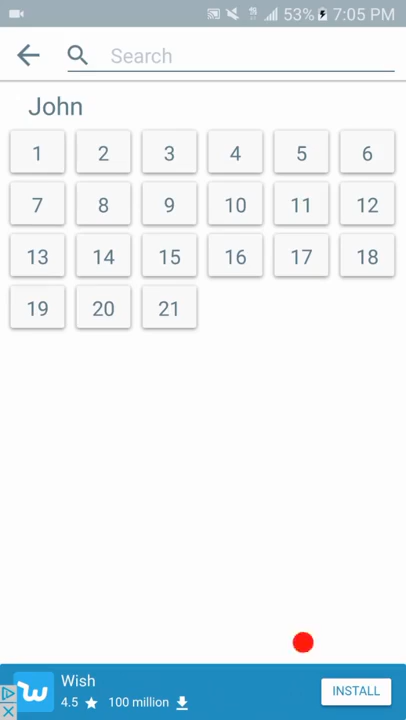 53% 7:05 PM
Search
John
1 2 3 4 5 6
7 8 9 10 11 12
13 14 15 16 17 18
19 20 21
Wish
4.5 100 million
INSTALL